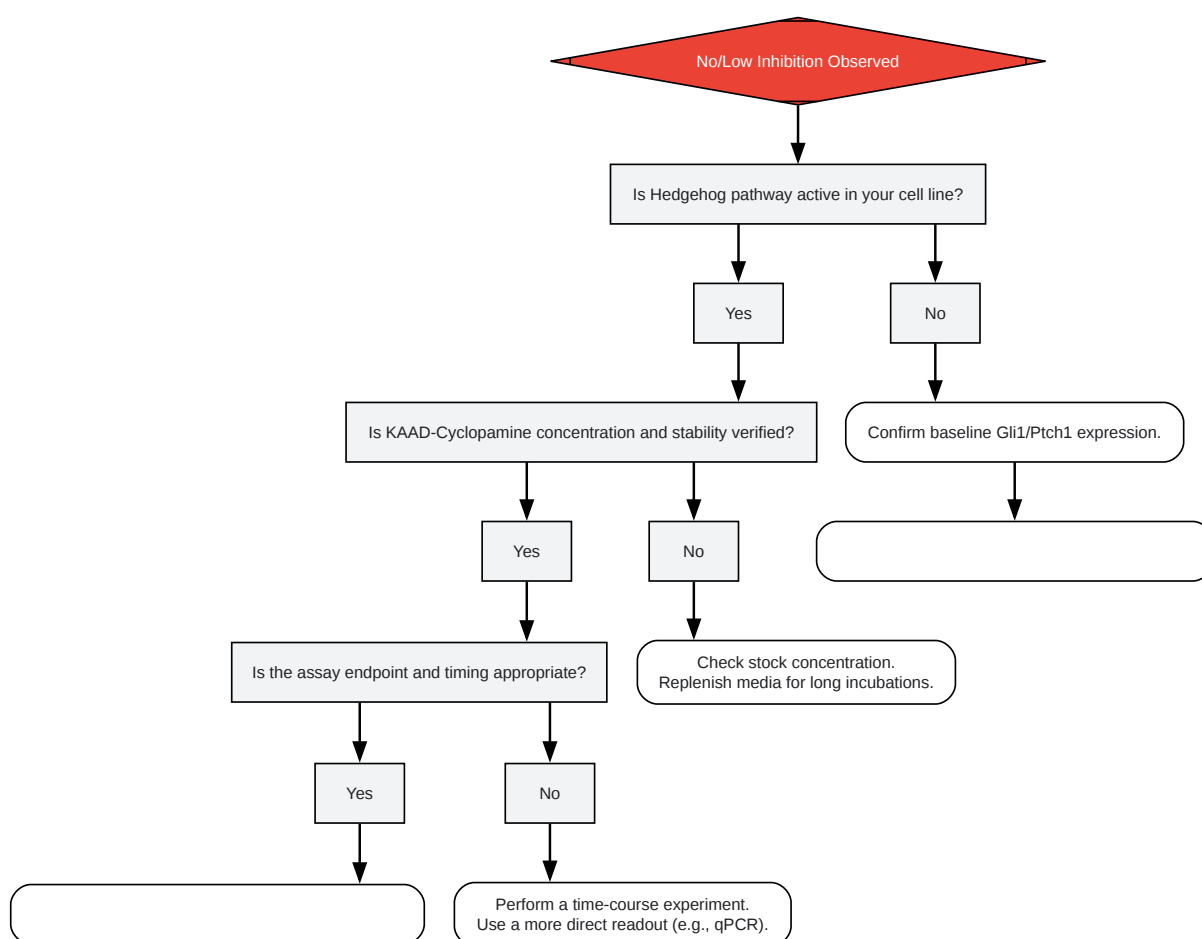 No/Low Inhibition Observed
Is Hedgehog pathway active in your cell line?
Yes
No
Is KAAD-Cyclopamine concentration and stability verified?
Confirm baseline Gli1/Ptch1 expression.
Yes
No
Is the assay endpoint and timing appropriate?
Check stock concentration.
Replenish media for long incubations.
Yes
No
Perform a time-course experiment.
Use a more direct readout (e.g., qPCR).